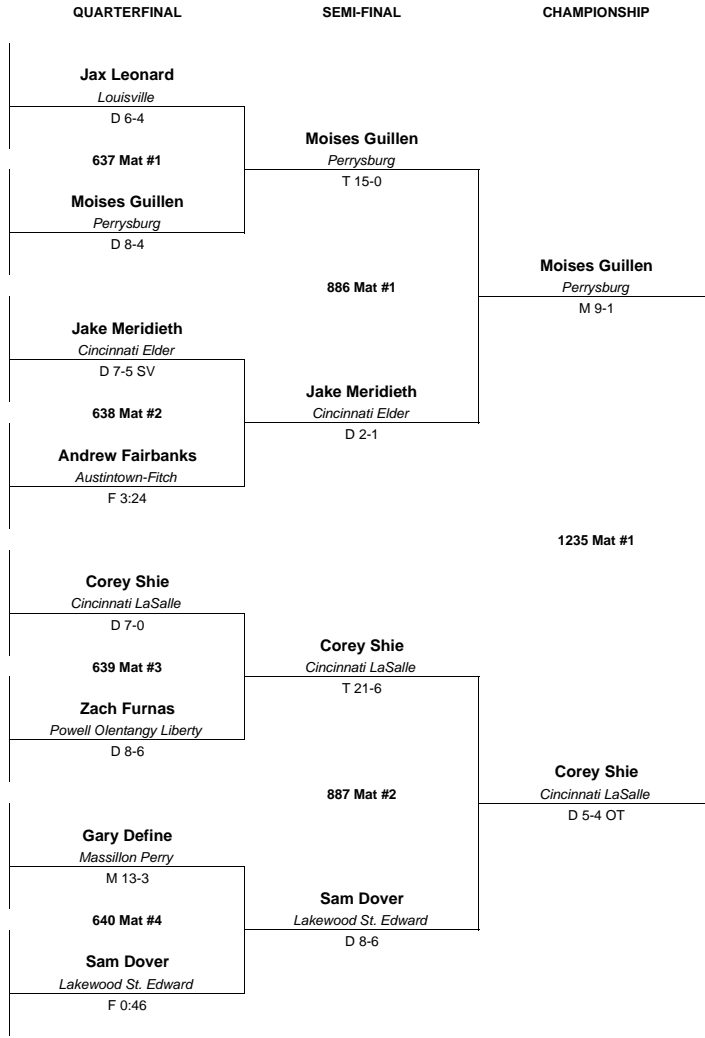 QUARTERFINAL SEMI-FINAL CHAMPIONSHIP
Jax Leonard
Louisville
D 6-4
637 Mat #1
Moises Guillen
Perrysburg
D 8-4
Moises Guillen
Perrysburg
T 15-0
886 Mat #1
Jake Meridieth
Cincinnati Elder
D 7-5 SV
638 Mat #2
Andrew Fairbanks
Austintown-Fitch
F 3:24
Jake Meridieth
Cincinnati Elder
D 2-1
Moises Guillen
Perrysburg
M 9-1
1235 Mat #1
Corey Shie
Cincinnati LaSalle
D 7-0
639 Mat #3
Zach Furnas
Powell Olentangy Liberty
D 8-6
Corey Shie
Cincinnati LaSalle
T 21-6
887 Mat #2
Gary Define
Massillon Perry
M 13-3
640 Mat #4
Sam Dover
Lakewood St. Edward
F 0:46
Sam Dover
Lakewood St. Edward
D 8-6
Corey Shie
Cincinnati LaSalle
D 5-4 OT